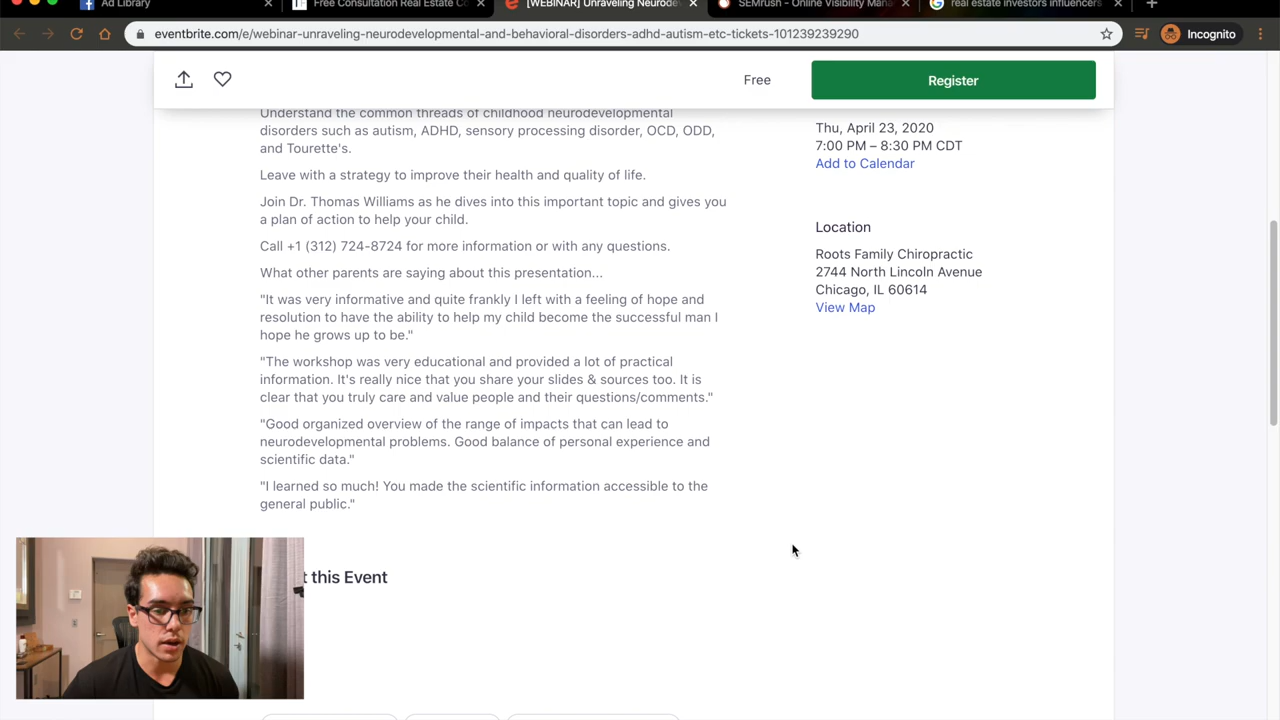 Ad Library
Free Consultation Real Estate Co
[WEBINAR] Unraveling Neurodev
SEMrush - Online Visibility Mana
real estate investors influencers
eventbrite.com/e/webinar-unraveling-neurodevelopmental-and-behavioral-disorders-adhd-autism-etc-tickets-101239239290
Incognito
Free
Register
Understand the common threads of childhood neurodevelopmental
disorders such as autism, ADHD, sensory processing disorder, OCD, ODD,
and Tourette's.
Leave with a strategy to improve their health and quality of life.
Join Dr. Thomas Williams as he dives into this important topic and gives you
a plan of action to help your child.
Call +1 (312) 724-8724 for more information or with any questions.
What other parents are saying about this presentation...
"It was very informative and quite frankly I left with a feeling of hope and
resolution to have the ability to help my child become the successful man I
hope he grows up to be."
"The workshop was very educational and provided a lot of practical
information. It's really nice that you share your slides & sources too. It is
clear that you truly care and value people and their questions/comments."
"Good organized overview of the range of impacts that can lead to
neurodevelopmental problems. Good balance of personal experience and
scientific data."
"I learned so much! You made the scientific information accessible to the
general public."
t this Event
Thu, April 23, 2020
7:00 PM – 8:30 PM CDT
Add to Calendar
Location
Roots Family Chiropractic
2744 North Lincoln Avenue
Chicago, IL 60614
View Map